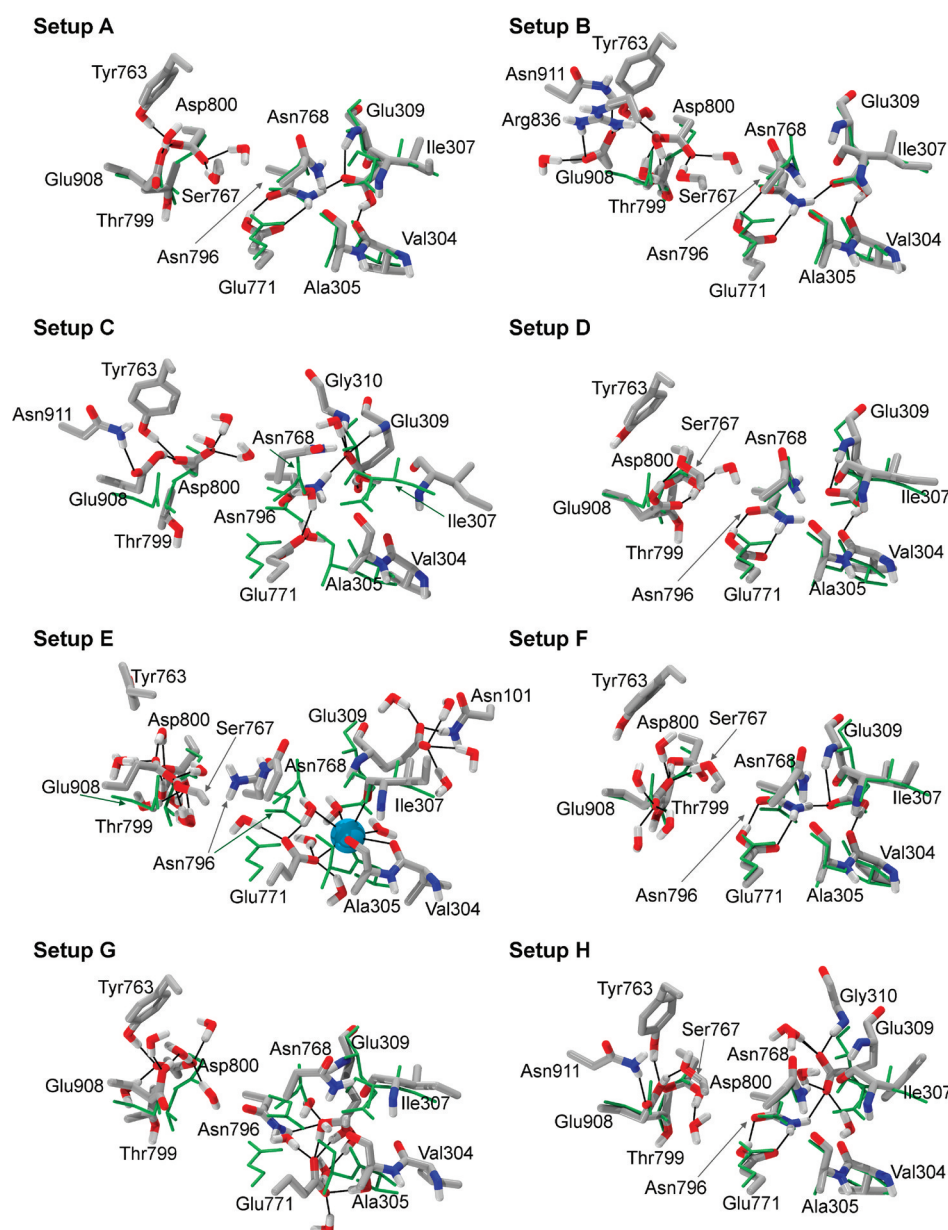 Setup A
Tyr763
Asp800
Asn768
Glu309
Ile307
Glu908
Thr799
Ser767
Asn796
Glu771
Ala305
Val304
Setup B
Tyr763
Asn911
Asp800
Glu309
Arg836
Asn768
Ile307
Glu908
Thr799
Ser767
Asn796
Val304
Glu771
Ala305
Setup C
Tyr763
Gly310
Asn911
Glu309
Asn768
Glu908
Asp800
Asn796
Ile307
Thr799
Val304
Glu771
Ala305
Setup D
Tyr763
Ser767
Glu309
Asn768
Asp800
Glu908
Ile307
Thr799
Val304
Asn796
Glu771
Ala305
Setup E
Tyr763
Asn101
Asp800
Ser767
Glu309
Asn768
Glu908
Ile307
Thr799
Asn796
Glu771
Ala305
Val304
Setup F
Tyr763
Asp800
Ser767
Glu309
Asn768
Glu908
Thr799
Ile307
Val304
Asn796
Glu771
Ala305
Setup G
Tyr763
Asn768
Glu309
Asp800
Glu908
Ile307
Asn796
Thr799
Val304
Glu771
Ala305
Setup H
Gly310
Tyr763
Ser767
Glu309
Asn768
Asn911
Asp800
Ile307
Glu908
Thr799
Val304
Asn796
Glu771
Ala305